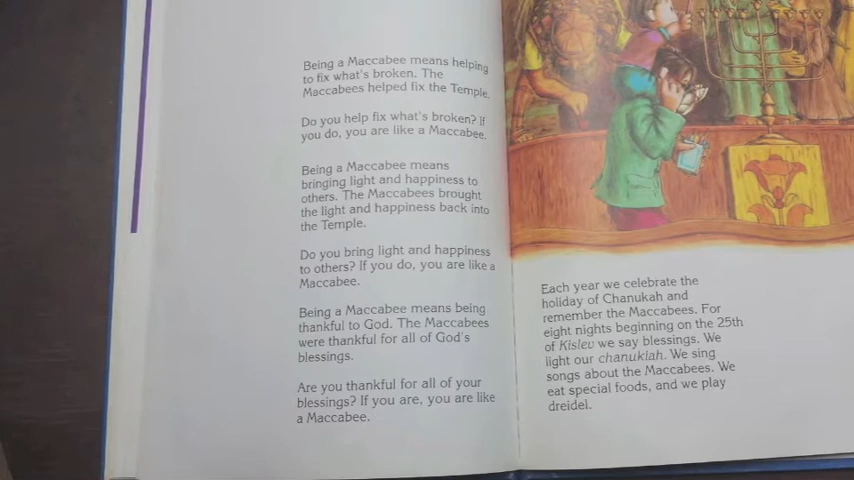 Being a Maccabee means helping
to fix what's broken. The
Maccabees helped fix the Temple.
Do you help fix what's broken? If
you do, you are like a Maccabee.
Being a Maccabee means
bringing light and happiness to
others. The Maccabees brought
the light and happiness back into
the Temple.
Do you bring light and happiness
to others? If you do, you are like a
Maccabee.
Being a Maccabee means being
thankful to God. The Maccabees
were thankful for all of God's
blessings.
Are you thankful for all of your
blessings? If you are, you are like
a Maccabee.
Each year we celebrate the
holiday of Chanukah and
remember the Maccabees. For
eight nights beginning on the 25th
of Kislev we say blessings. We
light our chanukiah. We sing
songs about the Maccabees. We
eat special foods, and we play
dreidel.